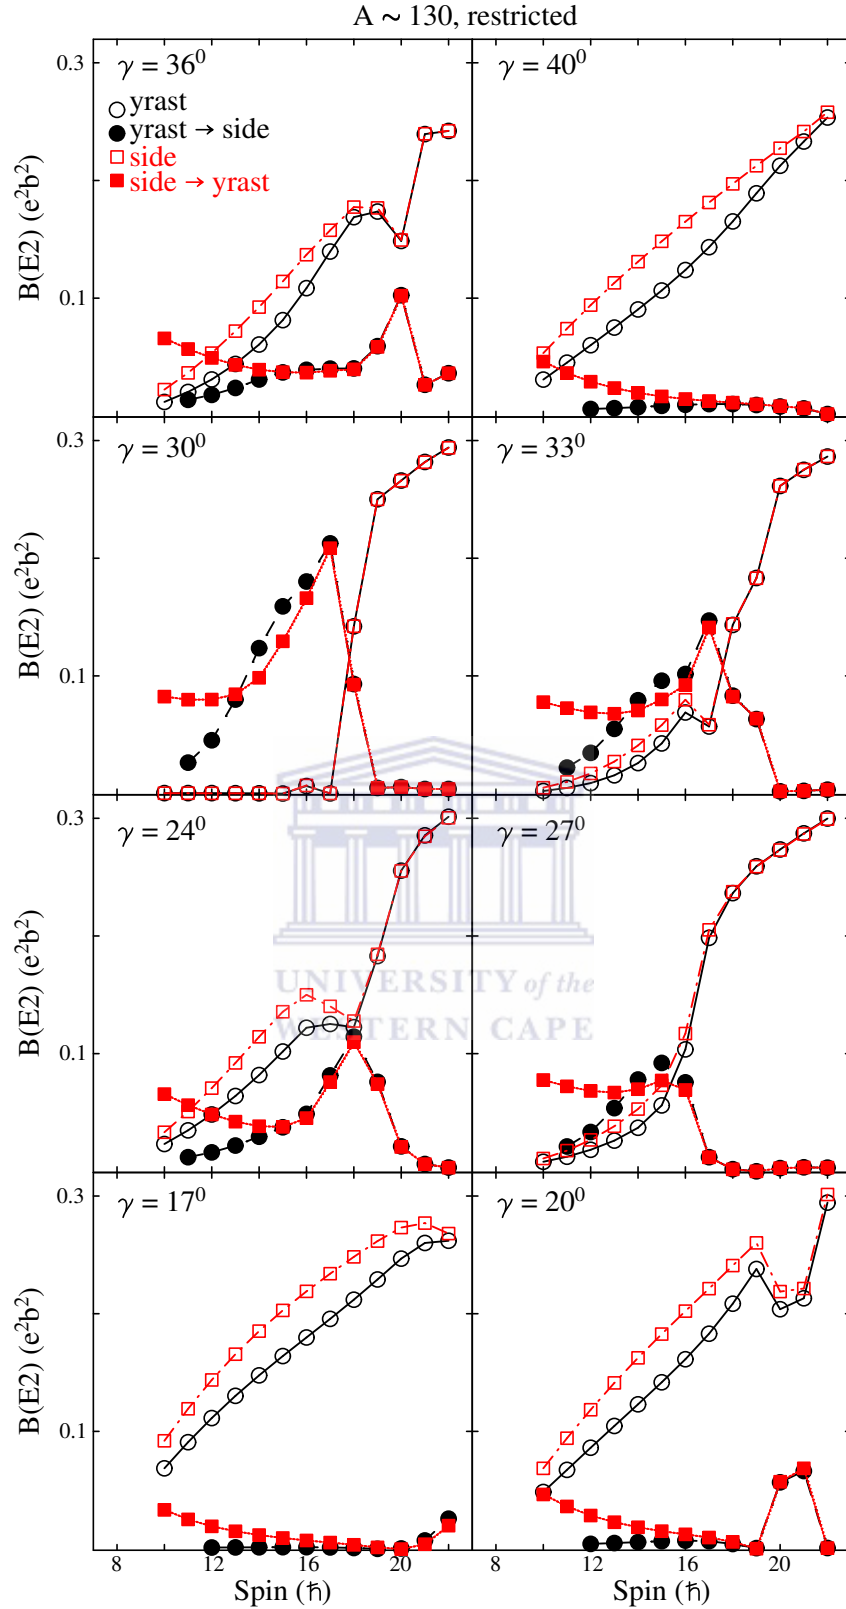 A ∼ 130, restricted
γ = 36⁰
γ = 40⁰
yrast
yrast → side
side
side → yrast
0.3
0.1
B(E2) (e²b²)
γ = 30⁰
γ = 33⁰
0.3
0.1
B(E2) (e²b²)
γ = 24⁰
γ = 27⁰
0.3
0.1
B(E2) (e²b²)
UNIVERSITY of the
WESTERN CAPE
γ = 17⁰
γ = 20⁰
0.3
0.1
B(E2) (e²b²)
8 12 16 20 8 12 16 20
Spin (ħ) Spin (ħ)